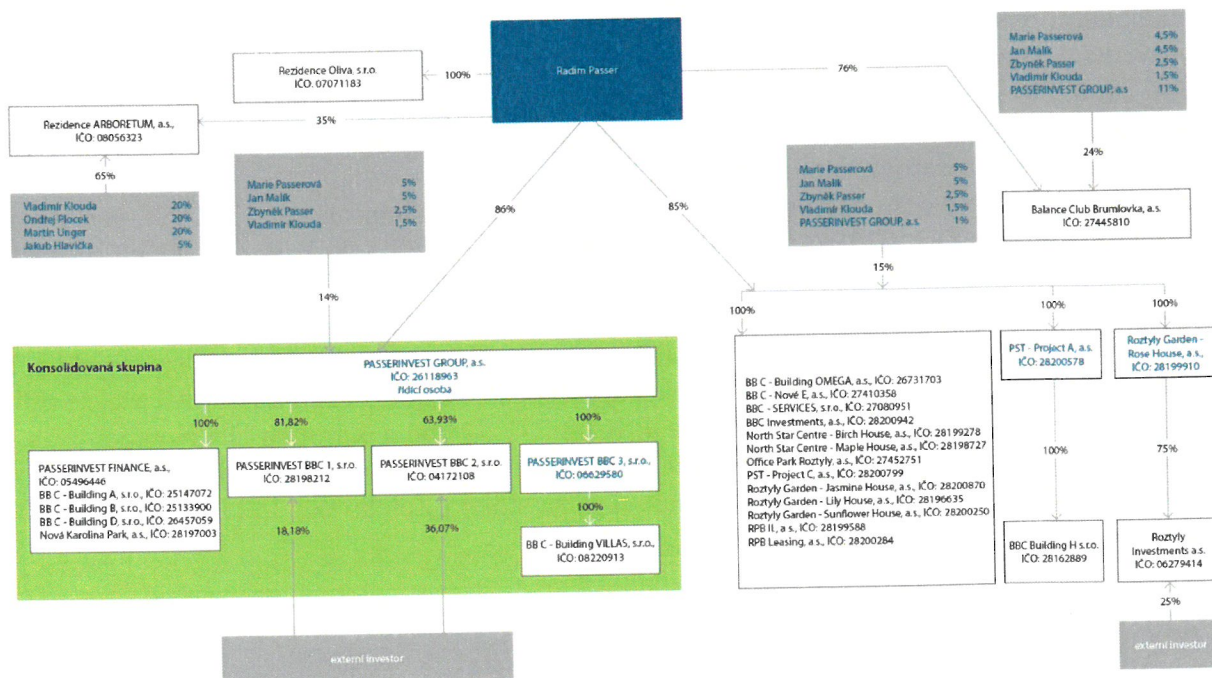 Radim Passer
Marie Passerová 4,5%
Jan Malík 4,5%
Zbyněk Passer 2,5%
Vladimír Klouda 1,5%
PASSERINVEST GROUP, a.s 11%
Rezidence Oliva, s.r.o.
IČO: 07071183
100%
76%
Rezidence ARBORETUM, a.s.,
IČO: 08056323
35%
65%
24%
Vladimír Klouda 20%
Ondřej Plocek 20%
Martin Unger 20%
Jakub Hlavička 5%
Marie Passerová 5%
Jan Malík 5%
Zbyněk Passer 2,5%
Vladimír Klouda 1,5%
86%
85%
Marie Passerová 5%
Jan Malík 5%
Zbyněk Passer 2,5%
Vladimír Klouda 1,5%
PASSERINVEST GROUP, a.s. 1%
Balance Club Brumlovka, a.s.
IČO: 27445810
14%
15%
100%
100%
100%
Konsolidovaná skupina
PASSERINVEST GROUP, a.s.
IČO: 26118963
řídící osoba
100%
81,82%
63,93%
100%
PASSERINVEST FINANCE, a.s.,
IČO: 05496446
BB C - Building A, s.r.o., IČO: 25147072
BB C - Building B, s.r.o., IČO: 25133900
BB C - Building D, s.r.o., IČO: 26457059
Nová Karolina Park, a.s., IČO: 28197003
PASSERINVEST BBC 1, s.r.o.
IČO: 28198212
PASSERINVEST BBC 2, s.r.o.
IČO: 04172108
PASSERINVEST BBC 3, s.r.o.,
IČO: 06629580
18,18%
36,07%
100%
BB C - Building VILLAS, s.r.o.,
IČO: 08220913
externí investor
BB C - Building OMEGA, a.s., IČO: 26731703
BB C - Nové E, a.s., IČO: 27410358
BBC - SERVICES, s.r.o., IČO: 27080951
BBC Investments, a.s., IČO: 28200942
North Star Centre - Birch House, a.s., IČO: 28199278
North Star Centre - Maple House, a.s., IČO: 28198727
Office Park Roztyly, a.s., IČO: 27452751
PST - Project C, a.s., IČO: 28200799
Roztyly Garden - Jasmine House, a.s., IČO: 28200870
Roztyly Garden - Lily House, a.s., IČO: 28196635
Roztyly Garden - Sunflower House, a.s., IČO: 28200250
RPB II., a.s., IČO: 28199588
RPB Leasing, a.s., IČO: 28200284
PST - Project A, a.s.
IČO: 28200578
100%
BBC Building H s.r.o.
IČO: 28162889
Roztyly Garden -
Rose House, a.s.,
IČO: 28199910
75%
Roztyly
Investments a.s.
IČO: 06279414
25%
externí investor